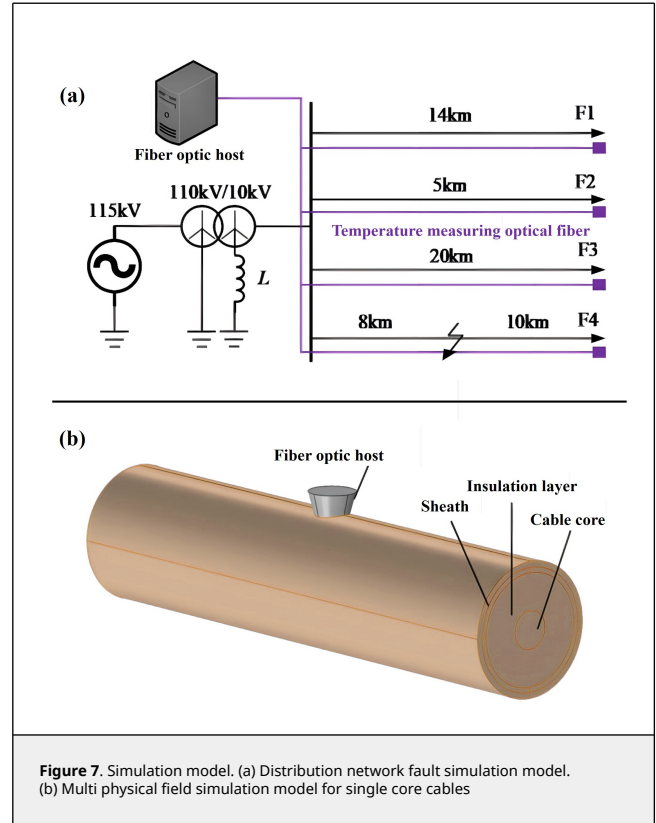 (a)
Fiber optic host
14km F1
110kV/10kV
5km F2
115kV
Temperature measuring optical fiber
L
20km F3
8km 10km F4
(b)
Fiber optic host
Insulation layer
Sheath
Cable core
Figure 7. Simulation model. (a) Distribution network fault simulation model.
(b) Multi physical field simulation model for single core cables